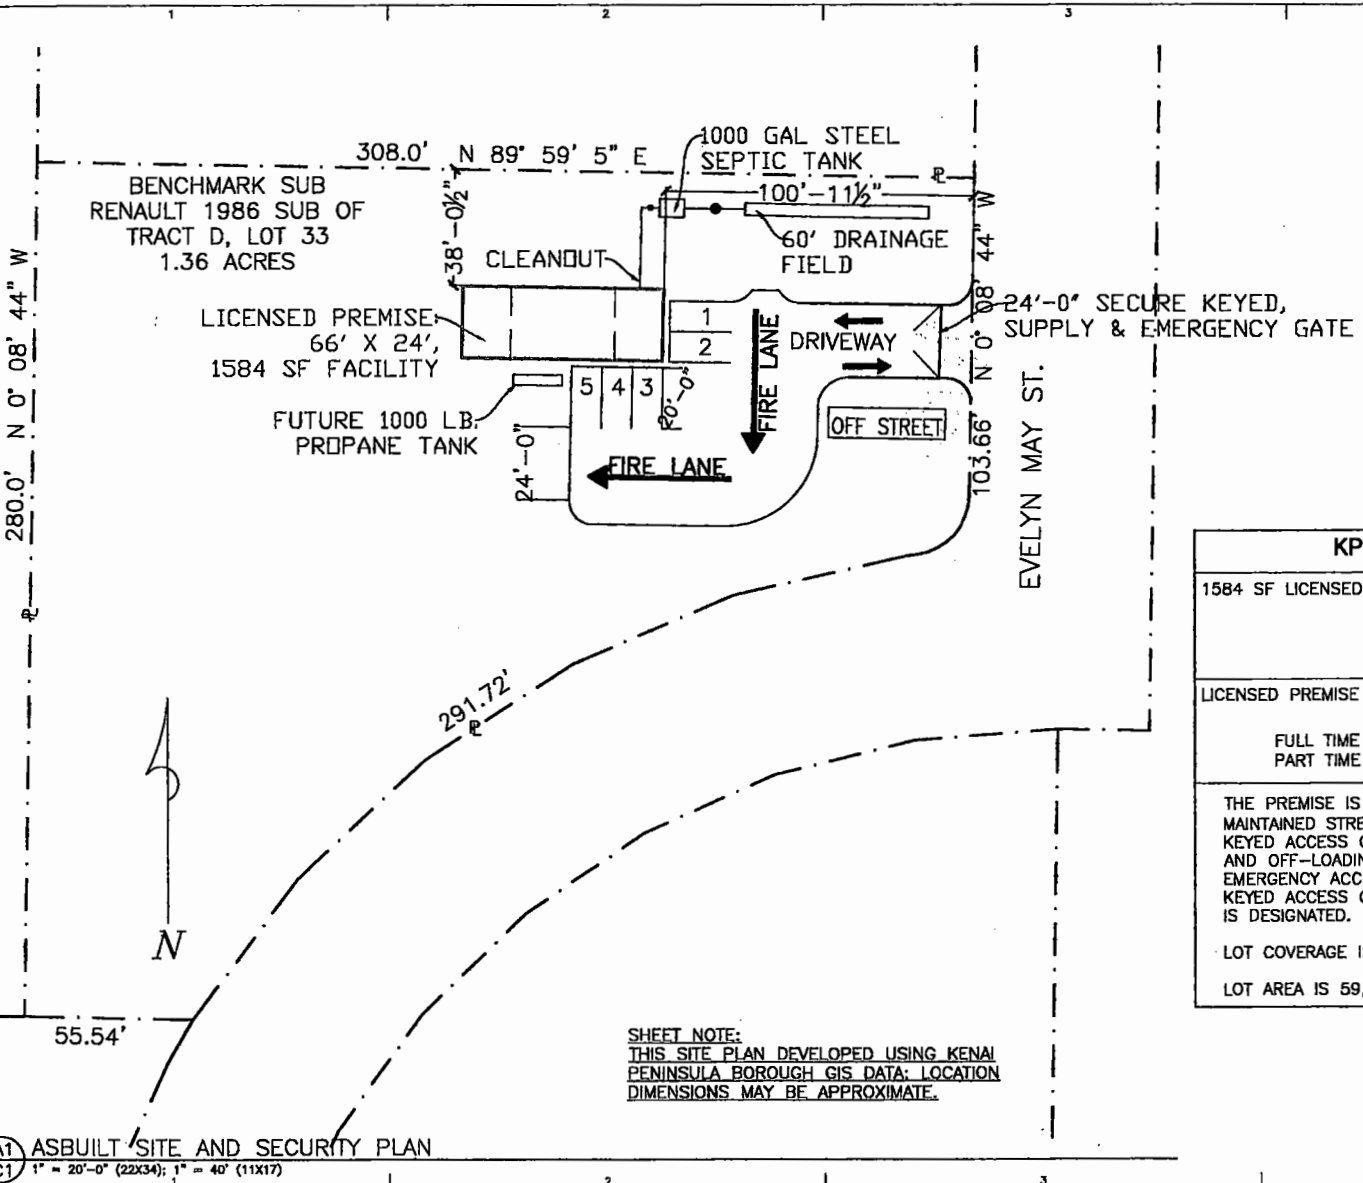 1 2 3
308.0' N 89° 59' 5" E
1000 GAL STEEL
SEPTIC TANK
100'-11½"
BENCHMARK SUB
RENAULT 1986 SUB OF
TRACT D, LOT 33
1.36 ACRES
38'-0½"
CLEANOUT
60' DRAINAGE
FIELD
N 0° 08' 44" W
280.0'
LICENSED PREMISE:
66' X 24',
1584 SF FACILITY
1
2
5 4 3
20'-0"
FIRE LANE
DRIVEWAY
24'-0" SECURE KEYED,
SUPPLY & EMERGENCY GATE
N 0° 08' 44" W
103.66'
FUTURE 1000 LB.
PROPANE TANK
24'-0"
FIRE LANE
OFF STREET
EVELYN MAY ST.
291.72'
N
55.54'
KP
1584 SF LICENSED
LICENSED PREMISE
FULL TIME
PART TIME
THE PREMISE IS
MAINTAINED STRE
KEYED ACCESS
AND OFF-LOADIN
EMERGENCY ACC
KEYED ACCESS
IS DESIGNATED.
LOT COVERAGE
LOT AREA IS 59,
SHEET NOTE:
THIS SITE PLAN DEVELOPED USING KENAI
PENINSULA BOROUGH GIS DATA; LOCATION
DIMENSIONS MAY BE APPROXIMATE.
A1 ASBUILT SITE AND SECURITY PLAN
C1 1" = 20'-0" (22X34); 1" = 40' (11X17)
1 2 3